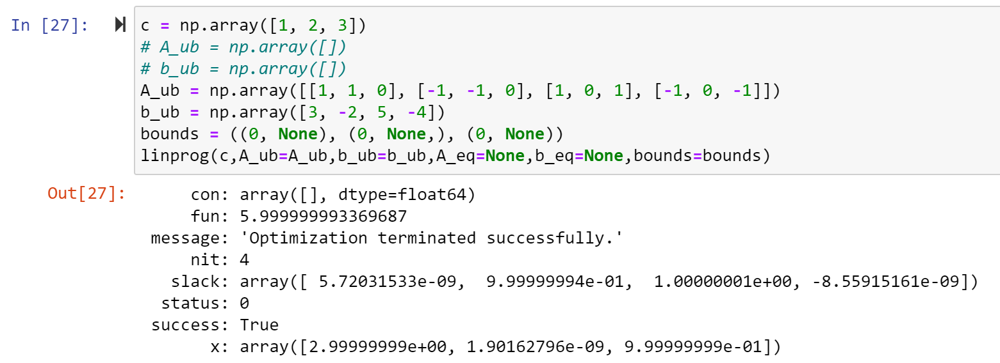 In [27]: c = np.array([1, 2, 3])
# A_ub = np.array([])
# b_ub = np.array([])
A_ub = np.array([[1, 1, 0], [-1, -1, 0], [1, 0, 1], [-1, 0, -1]])
b_ub = np.array([3, -2, 5, -4])
bounds = ((0, None), (0, None,), (0, None))
linprog(c,A_ub=A_ub,b_ub=b_ub,A_eq=None,b_eq=None,bounds=bounds)
Out[27]: con: array([], dtype=float64)
fun: 5.999999993369687
message: 'Optimization terminated successfully.'
nit: 4
slack: array([ 5.72031533e-09,  9.99999994e-01,  1.00000001e+00, -8.55915161e-09])
status: 0
success: True
x: array([2.99999999e+00, 1.90162796e-09, 9.99999999e-01])